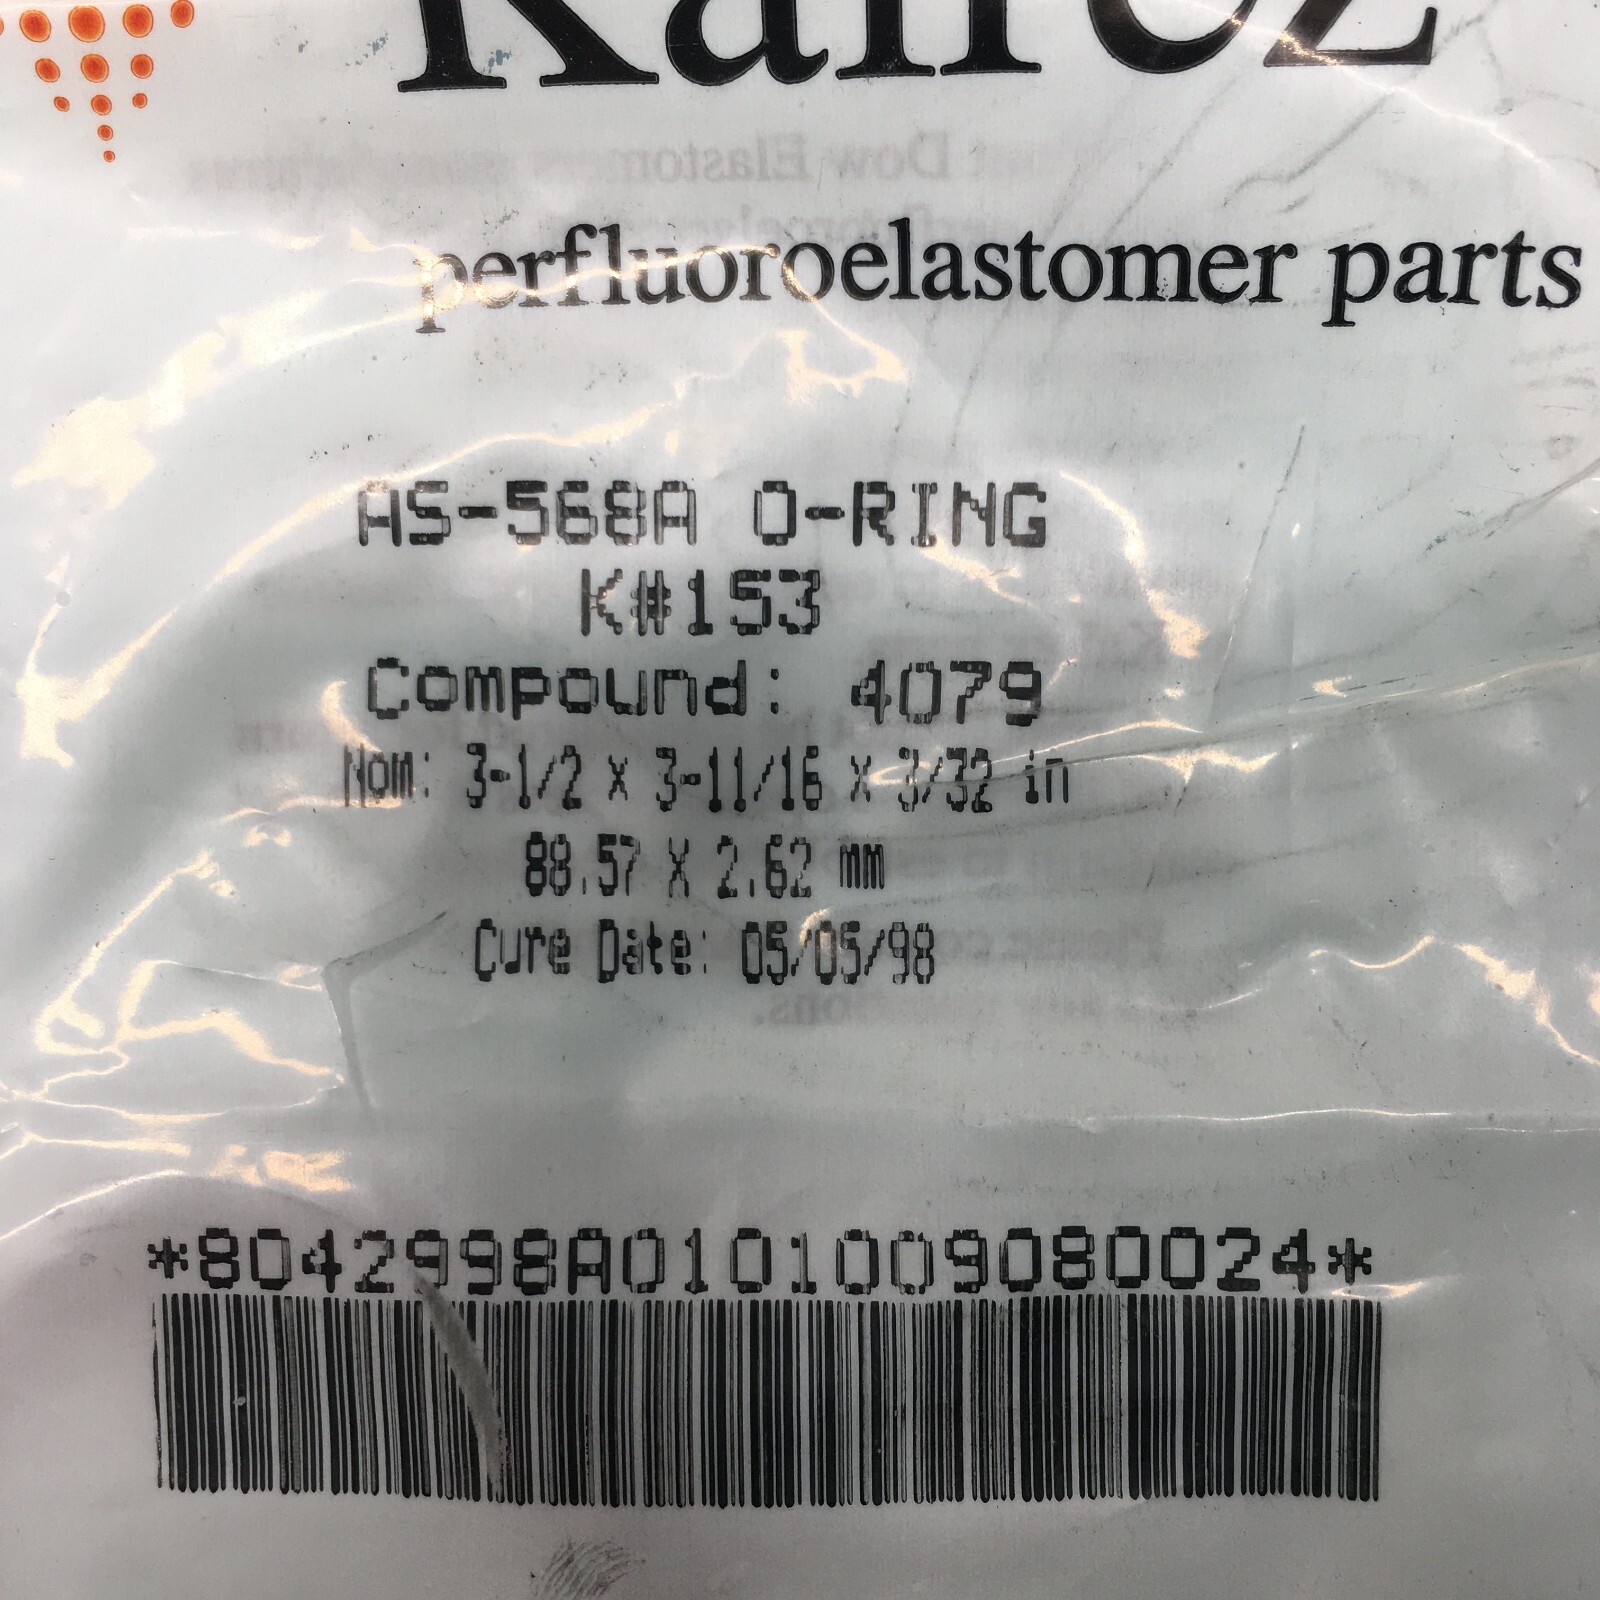 Kalrez
perfluoroelastomer parts
AS-568A O-RING
K#153
Compound: 4079
Nom: 3-1/2 x 3-11/16 x 3/32 in
88.57 X 2.62 mm
Cure Date: 05/05/98
*8042998A0101009080024*